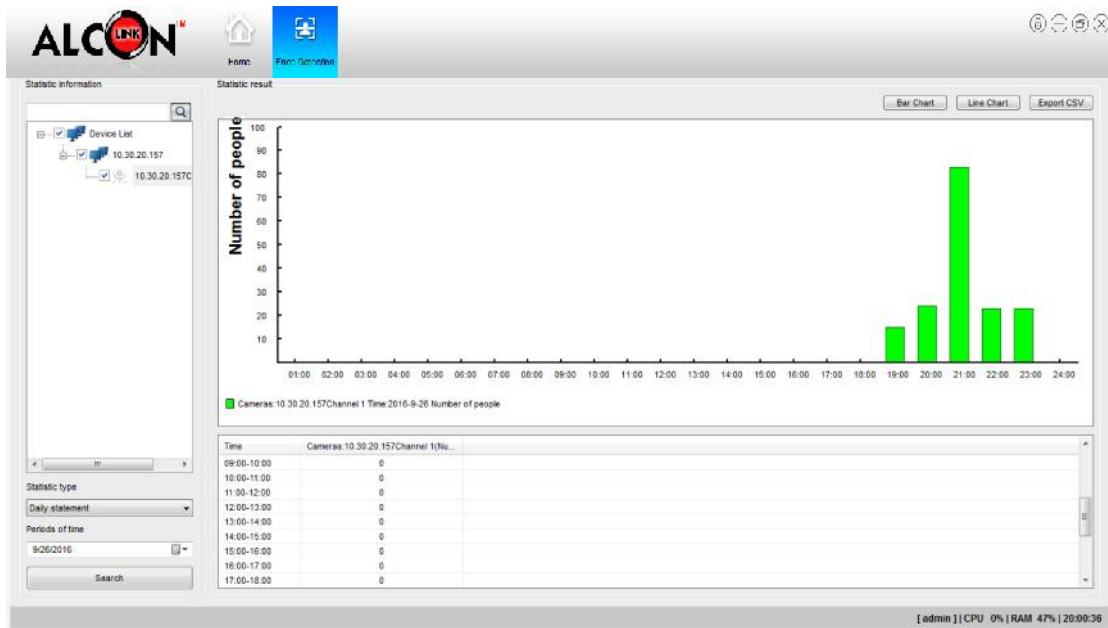 ALCON LINK TM
Home
Face Detection
Statistic information
Statistic result
Bar Chart
Line Chart
Export CSV
Device List
10.30.20.157
10.30.20.157C
Number of people
100
90
80
70
60
50
40
30
20
10
01:00 02:00 03:00 04:00 05:00 06:00 07:00 08:00 09:00 10:00 11:00 12:00 13:00 14:00 15:00 16:00 17:00 18:00 19:00 20:00 21:00 22:00 23:00 24:00
Cameras:10.30.20.157Channel 1 Time:2016-9-26 Number of people
Time Cameras:10.30.20.157Channel 1(Nu...
09:00-10:00 0
10:00-11:00 0
11:00-12:00 0
12:00-13:00 0
13:00-14:00 0
14:00-15:00 0
15:00-16:00 0
16:00-17:00 0
17:00-18:00 0
Statistic type
Daily statement
Periods of time
9/26/2016
Search
[ admin ] | CPU 0% | RAM 47% | 20:00:36